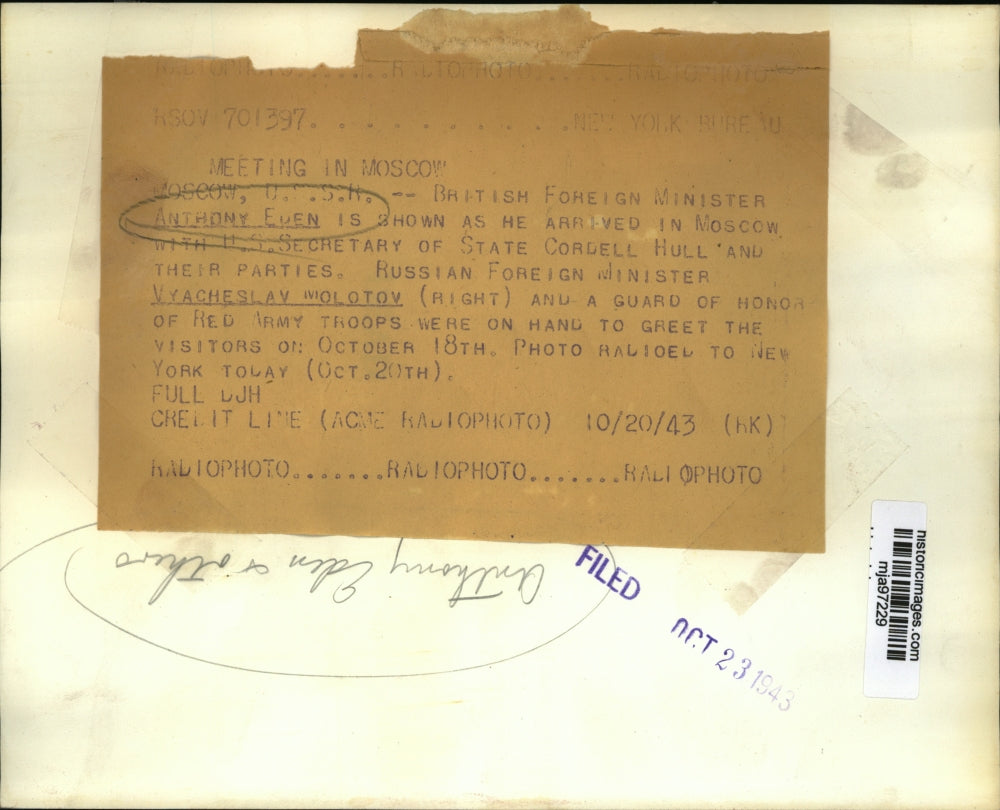 RADIOPHOTO.......RADIOPHOTO.......RADIOPHOTO
RSOV 701397. . . . . . . . . . .NEW YORK BUREAU
MEETING IN MOSCOW
MOSCOW, U.S.S.R. -- BRITISH FOREIGN MINISTER
ANTHONY EDEN IS SHOWN AS HE ARRIVED IN MOSCOW
WITH U.S.SECRETARY OF STATE CORDELL HULL AND
THEIR PARTIES. RUSSIAN FOREIGN MINISTER
VYACHESLAV MOLOTOV (RIGHT) AND A GUARD OF HONOR
OF RED ARMY TROOPS WERE ON HAND TO GREET THE
VISITORS ON OCTOBER 18TH. PHOTO RADIOED TO NEW
YORK TODAY (OCT.20TH).
FULL DJH
CREDIT LINE (ACME RADIOPHOTO) 10/20/43 (RK)
RADIOPHOTO.......RADIOPHOTO.......RADIOPHOTO
Anthony Eden & others
FILED
OCT 23 1943
historicimages.com
mja97229